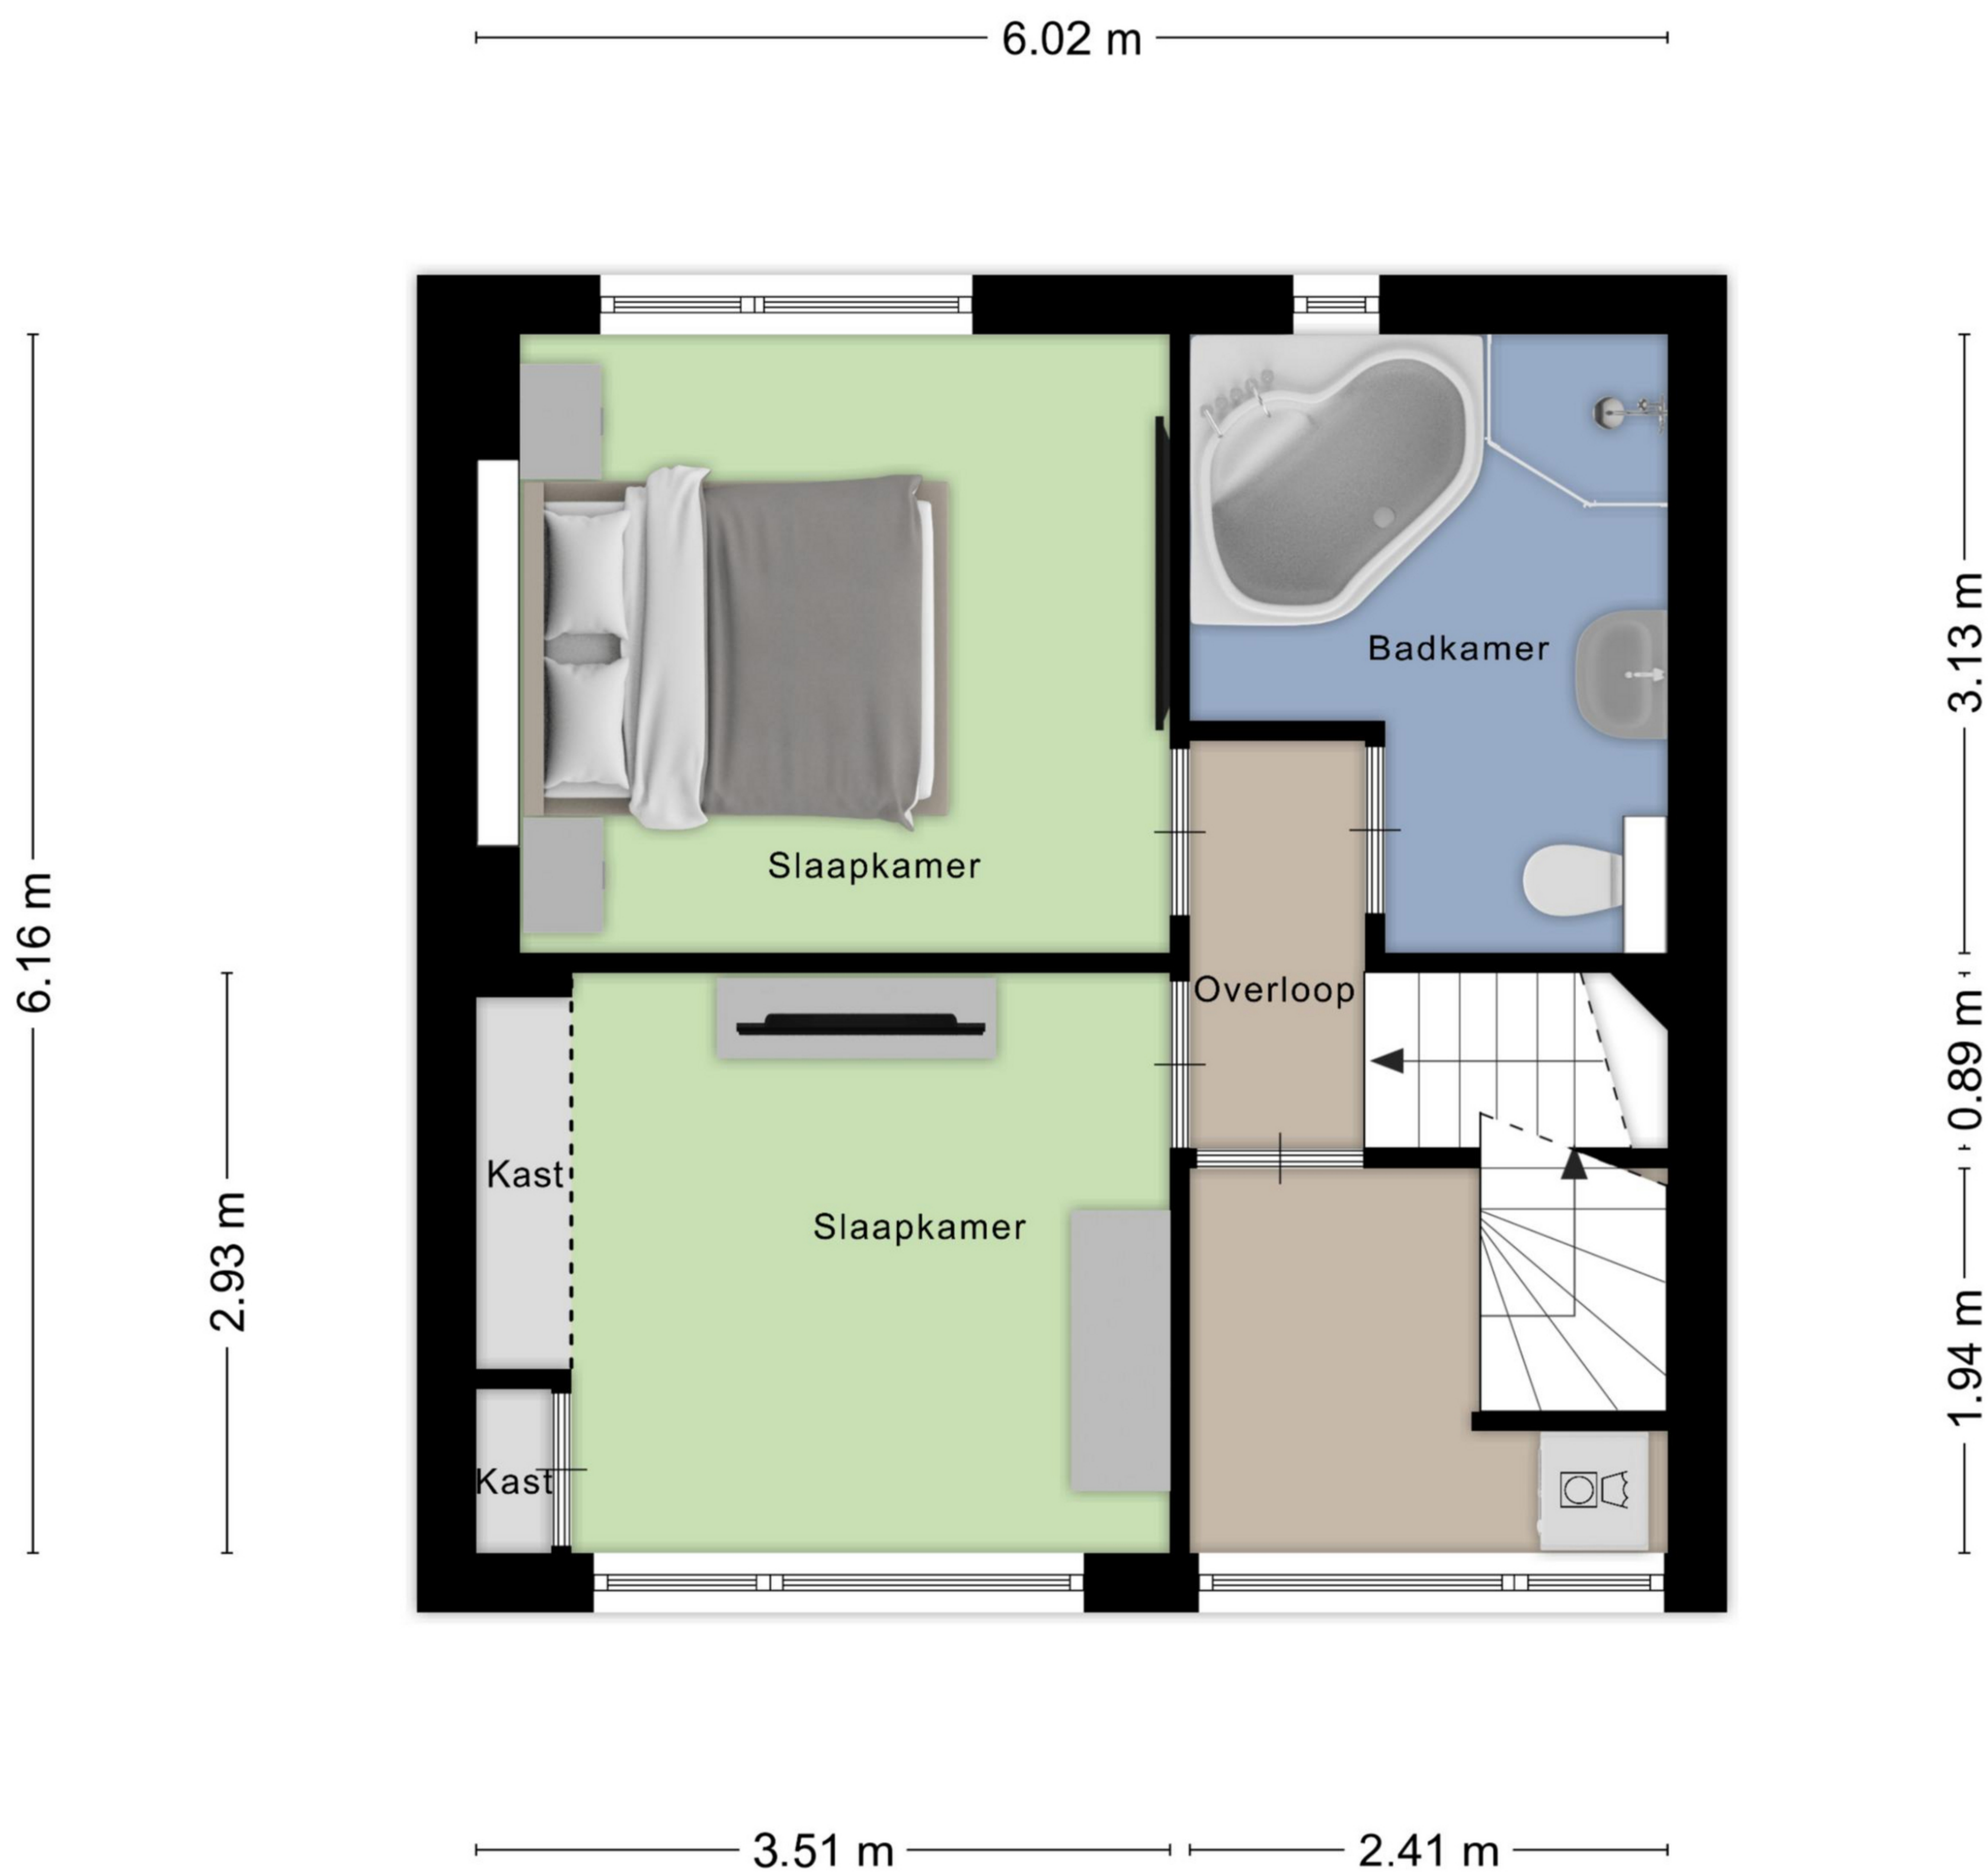 6.02 m
6.16 m
2.93 m
3.13 m
0.89 m
1.94 m
Badkamer
Slaapkamer
Overloop
Kast
Slaapkamer
Kast
3.51 m
2.41 m